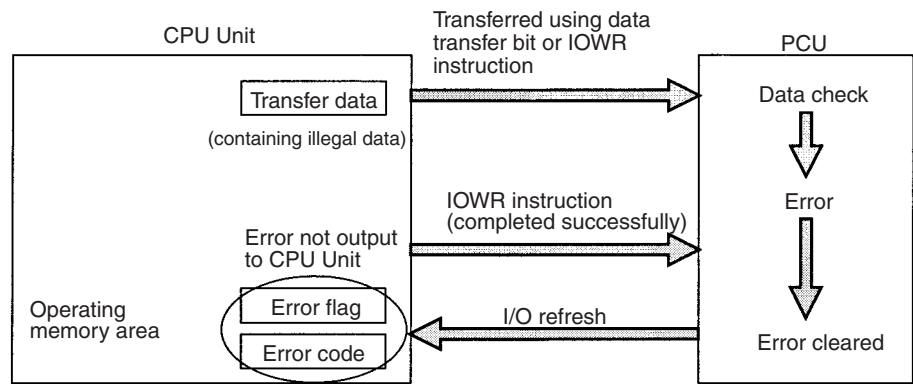 CPU Unit
Transferred using data
transfer bit or IOWR
instruction
PCU
Transfer data
(containing illegal data)
Data check
IOWR instruction
(completed successfully)
Error
Error not output
to CPU Unit
Operating
memory area
Error flag
Error code
I/O refresh
Error cleared